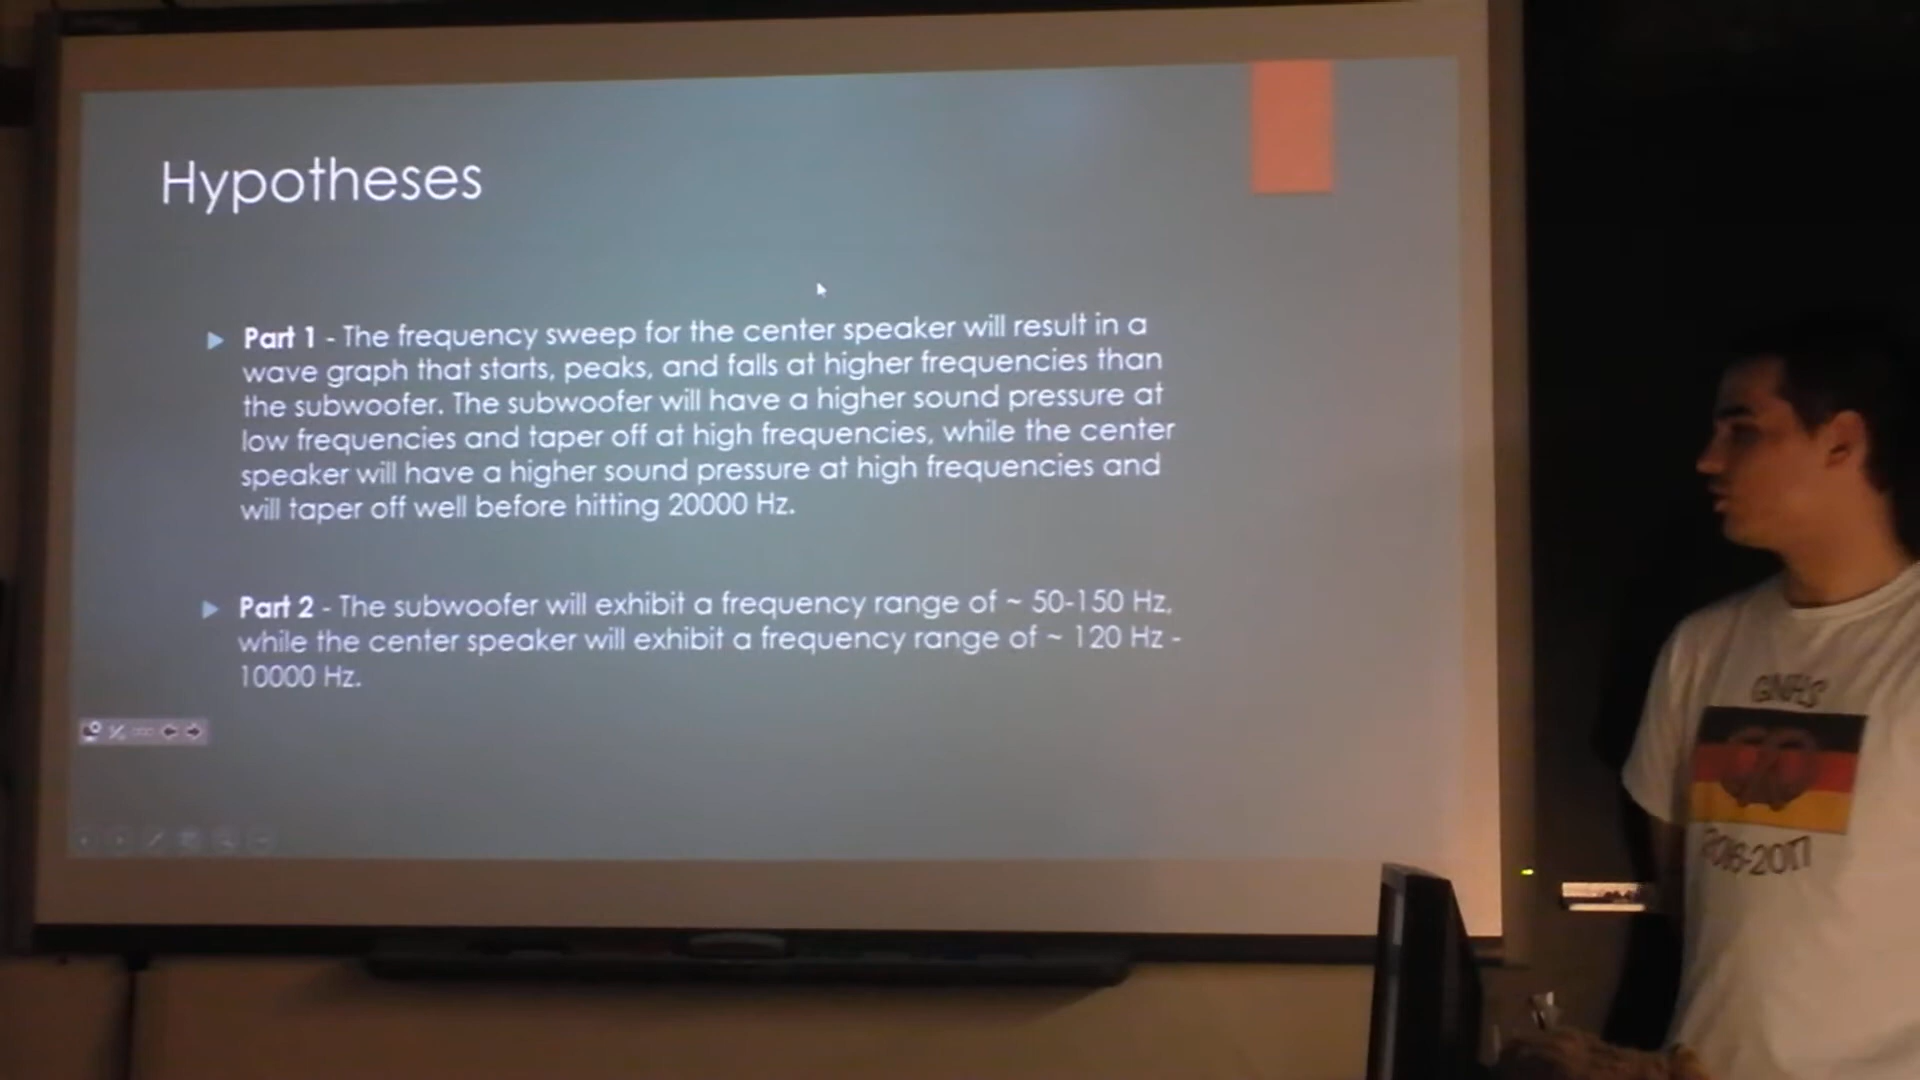 Hypotheses
Part 1 - The frequency sweep for the center speaker will result in a
wave graph that starts, peaks, and falls at higher frequencies than
the subwoofer. The subwoofer will have a higher sound pressure at
low frequencies and taper off at high frequencies, while the center
speaker will have a higher sound pressure at high frequencies and
will taper off well before hitting 20000 Hz.
Part 2 - The subwoofer will exhibit a frequency range of ~ 50-150 Hz,
while the center speaker will exhibit a frequency range of ~ 120 Hz -
10000 Hz.
GNHS
2016-2017